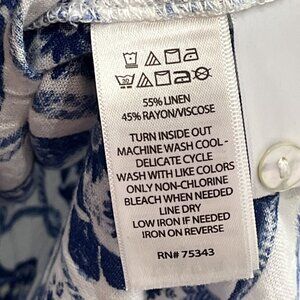 55% LINEN
45% RAYON/VISCOSE
TURN INSIDE OUT
MACHINE WASH COOL -
DELICATE CYCLE
WASH WITH LIKE COLORS
ONLY NON-CHLORINE
BLEACH WHEN NEEDED
LINE DRY
LOW IRON IF NEEDED
IRON ON REVERSE
RN# 75343